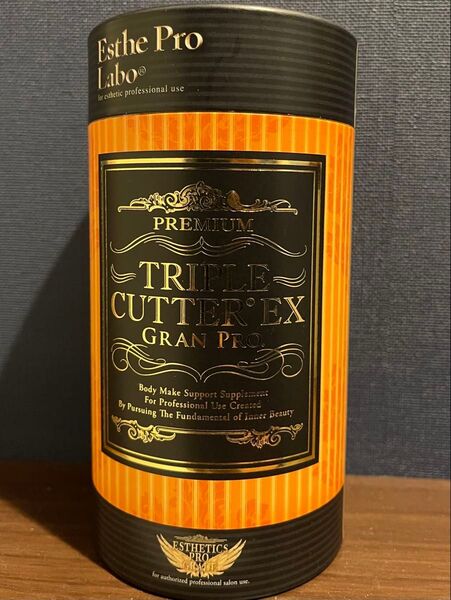 Esthe Pro
Labo®
for esthetic professional use
PREMIUM
TRIPLE
CUTTER® EX
GRAN PRO.
Body Make Support Supplement
For Professional Use Created
By Pursuing The Fundamental of Inner Beauty
ESTHETICS
PRO
GRADE
for authorized professional salon use.